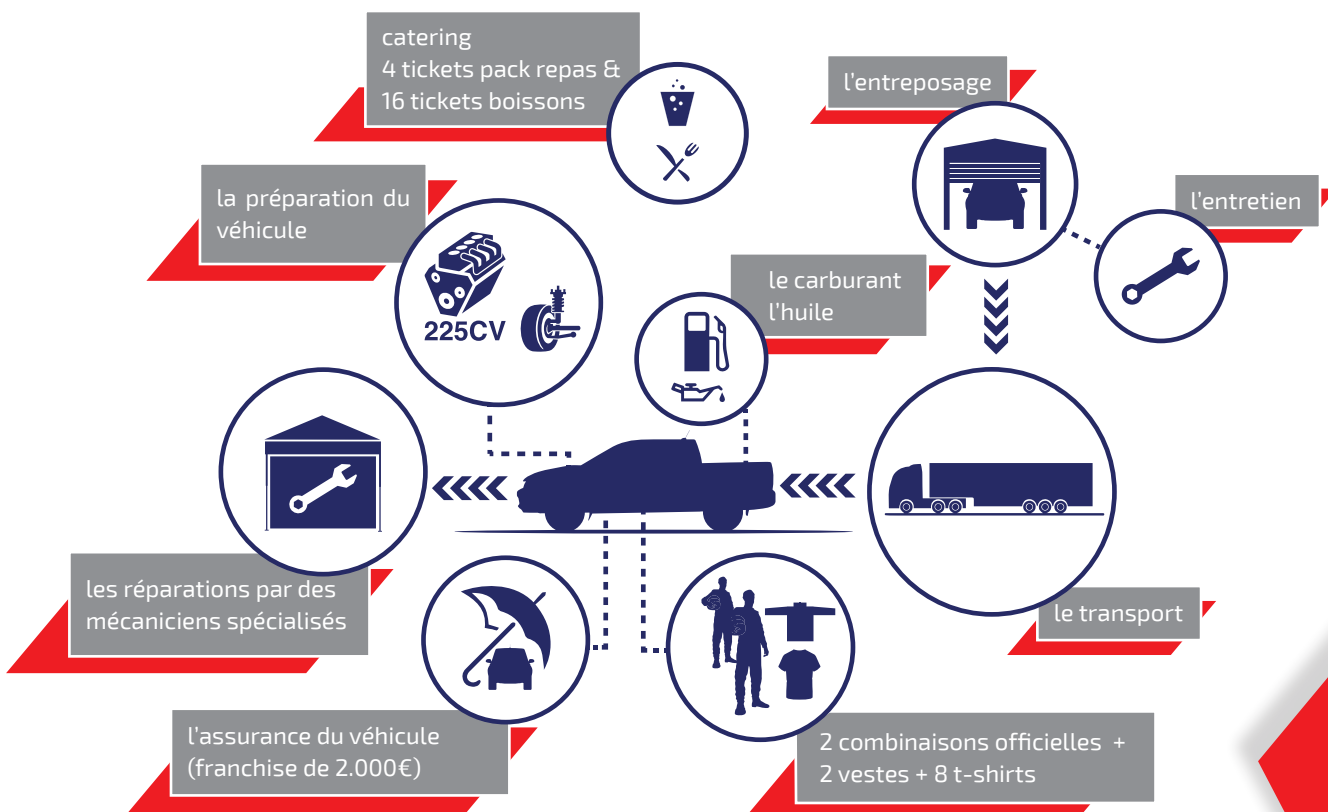 catering
4 tickets pack repas &
16 tickets boissons
l'entreposage
la préparation du
véhicule
l'entretien
le carburant
l'huile
225CV
les réparations par des
mécaniciens spécialisés
le transport
l'assurance du véhicule
(franchise de 2.000€)
2 combinaisons officielles +
2 vestes + 8 t-shirts